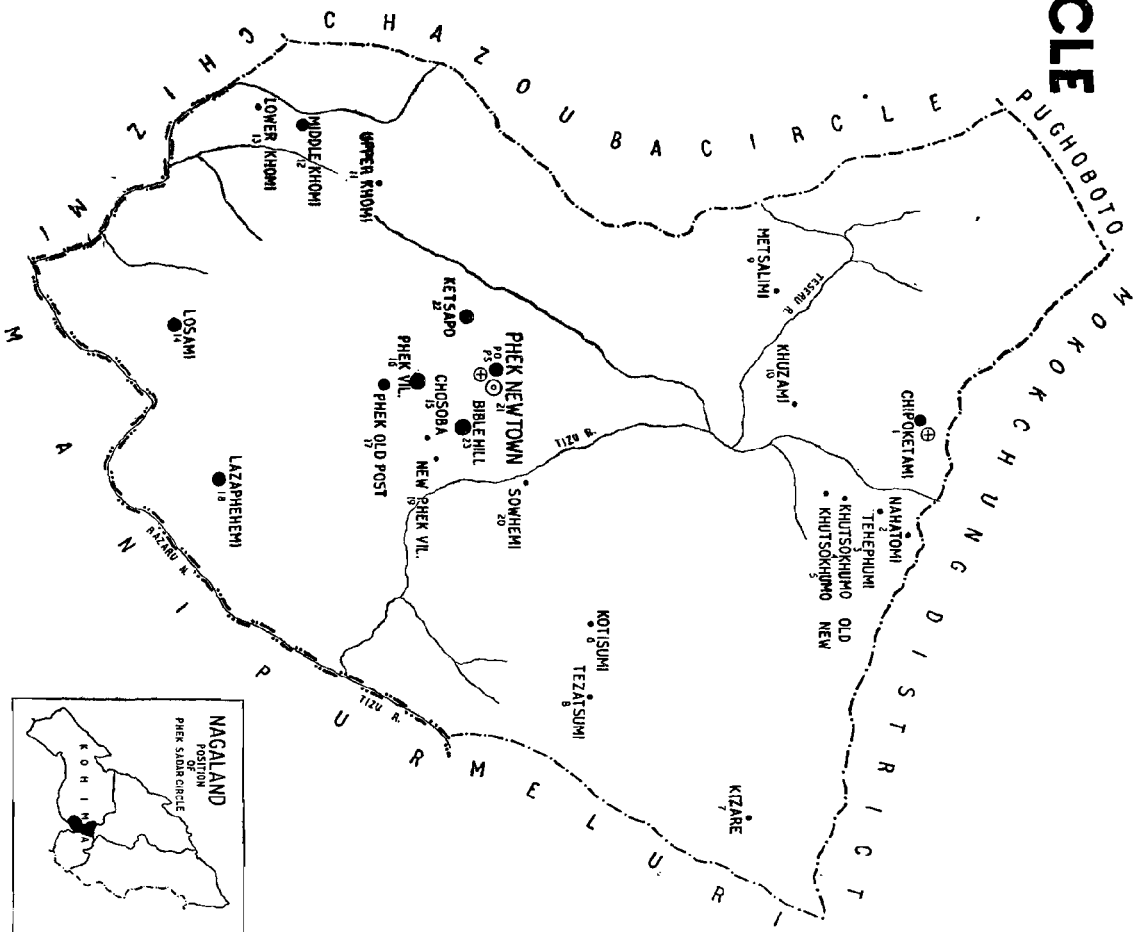 CLE
PUGHOBOTO
MOKOKCHUNG DISTRICT
CHAZOUBA CIRCLE
CHIZIMI
MANIPUR
MELURI
CHIPOKETAMI
1
NAHATOMI
2
TEHEPHUMI
3
KHUTSOKHUMO OLD
4
KHUTSOKHUMO NEW
5
METSALIMI
9
TESERU R.
KHUZAMI
10
KIZARE
7
KOTISUMI
6
TEZATSUMI
8
TIZU R.
SOWHEMI
20
PHEK NEW TOWN
PO
PS
21
BIBLE HILL
23
KETSAPO
22
CHOSOBA
15
PHEK VIL.
16
NEW PHEK VIL.
19
PHEK OLD POST
17
UPPER KHOMI
11
MIDDLE KHOMI
12
LOWER KHOMI
13
LOSAMI
14
LAZAPHEHEMI
18
RAZARU N.
TIZU R.
NAGALAND
POSITION
OF
PHEK SADAR CIRCLE
KOHIMA